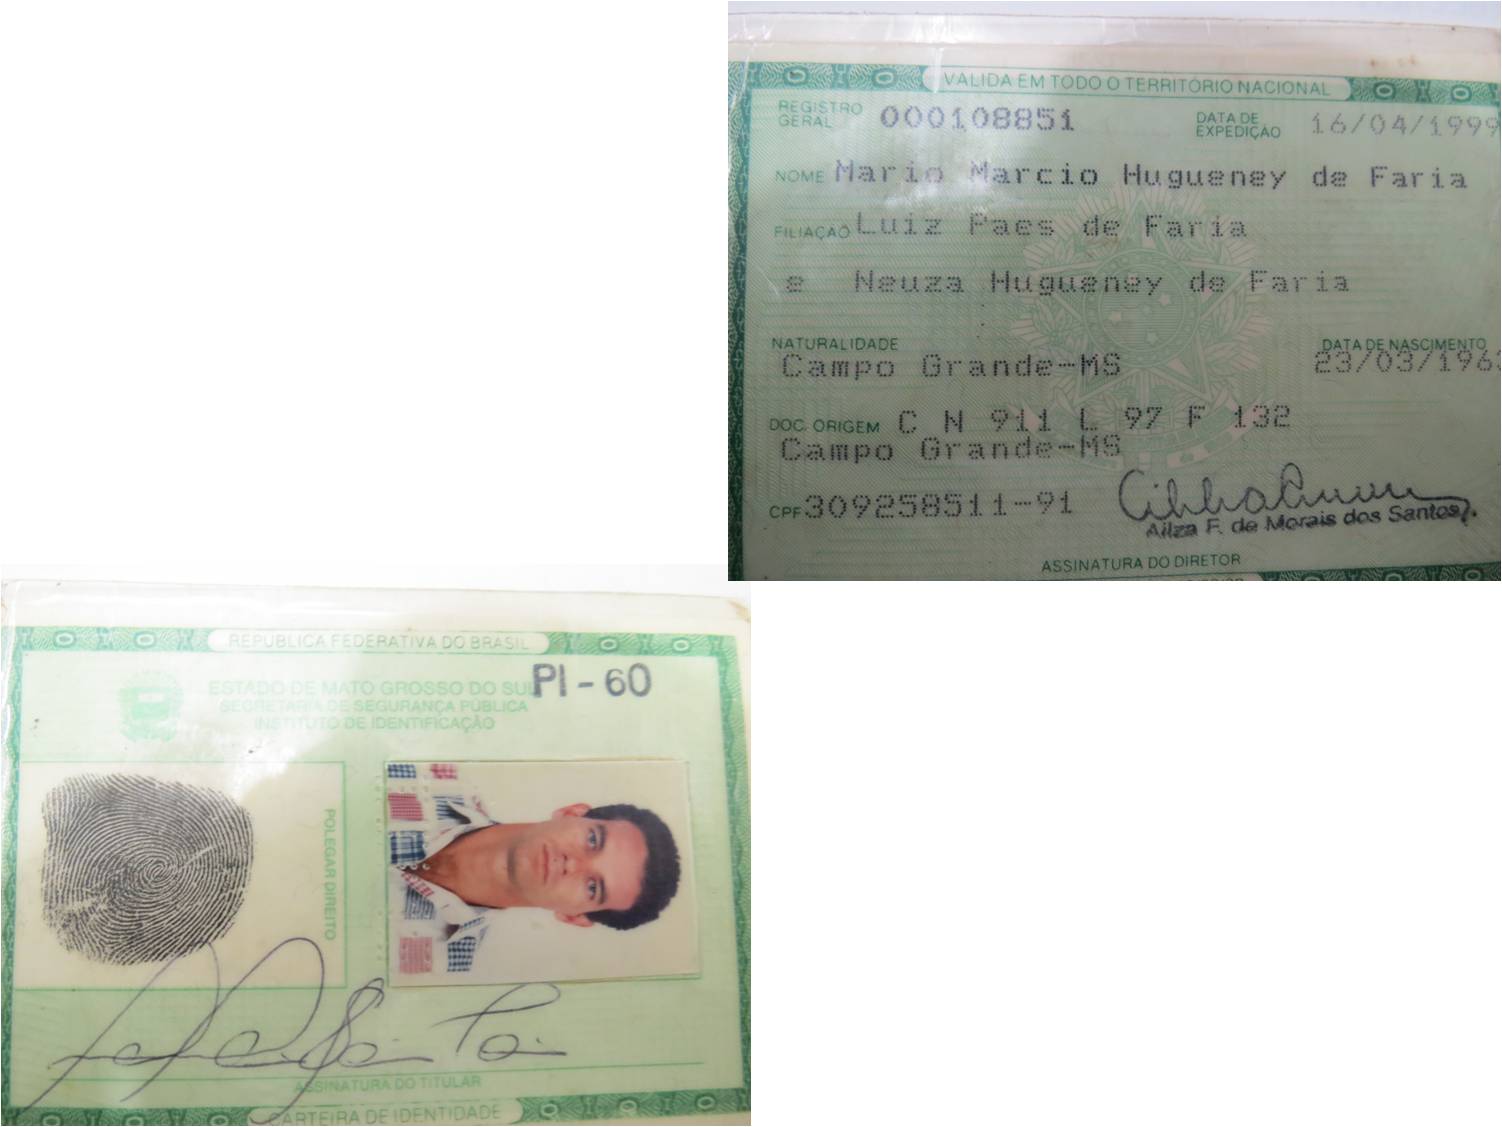 VÁLIDA EM TODO O TERRITÓRIO NACIONAL
REGISTRO GERAL 000108851 DATA DE EXPEDIÇÃO 16/04/1999
NOME Mario Marcio Hugueney de Faria
FILIAÇÃO Luiz Paes de Faria
e Neuza Hugueney de Faria
NATURALIDADE DATA DE NASCIMENTO
Campo Grande-MS 23/03/196
DOC. ORIGEM C N 911 L 97 F 132
Campo Grande-MS
CPF 309258511-91
Ailza F. de Morais dos Santos
ASSINATURA DO DIRETOR
REPÚBLICA FEDERATIVA DO BRASIL
PI - 60
ESTADO DE MATO GROSSO DO SUL
SECRETARIA DE SEGURANÇA PÚBLICA
INSTITUTO DE IDENTIFICAÇÃO
POLEGAR DIREITO
ASSINATURA DO TITULAR
CARTEIRA DE IDENTIDADE